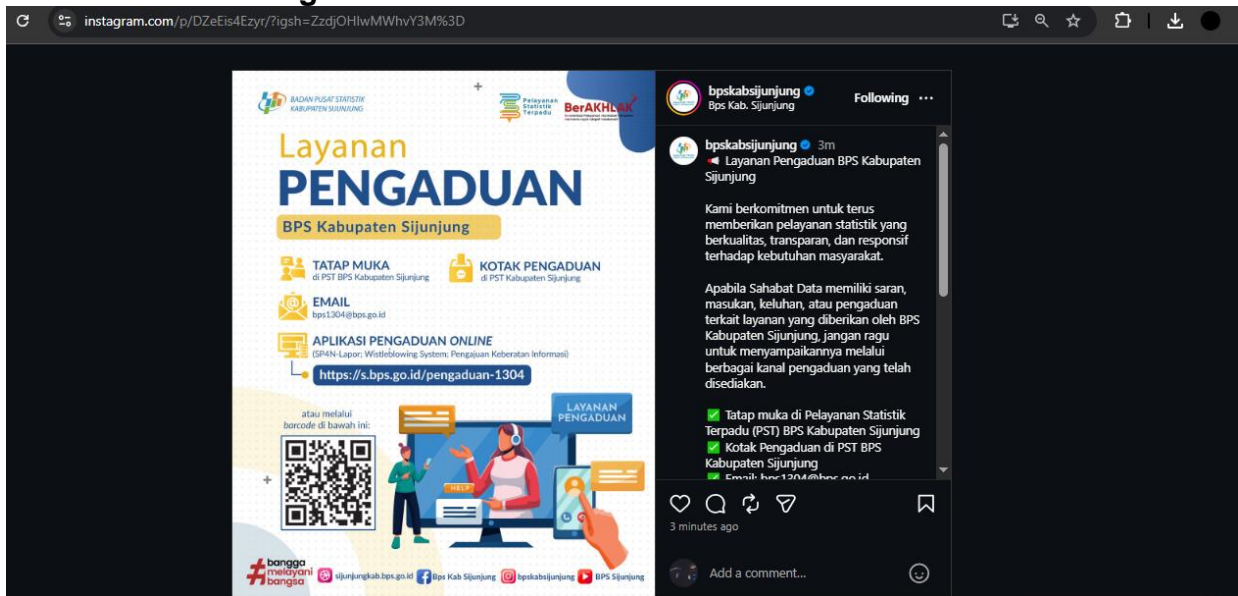 instagram.com/p/DZeEis4Ezyr/?igsh=ZzdjOHIwMWhvY3M%3D
BADAN PUSAT STATISTIK
KABUPATEN SIJUNJUNG
Pelayanan
Statistik
Terpadu
BerAKHLAK
Layanan
PENGADUAN
BPS Kabupaten Sijunjung
TATAP MUKA
di PST BPS Kabupaten Sijunjung
KOTAK PENGADUAN
di PST Kabupaten Sijunjung
EMAIL
bps1304@bps.go.id
APLIKASI PENGADUAN ONLINE
(SP4N-Lapor; Wistleblowing System; Pengajuan Keberatan Informasi)
https://s.bps.go.id/pengaduan-1304
atau melalui
barcode di bawah ini:
LAYANAN
PENGADUAN
HELP
#bangga
melayani
bangsa
sijunjungkab.bps.go.id
Bps Kab Sijunjung
bpskabsijunjung
BPS Sijunjung
bpskabsijunjung
Bps Kab. Sijunjung
Following
bpskabsijunjung 3m
Layanan Pengaduan BPS Kabupaten
Sijunjung
Kami berkomitmen untuk terus
memberikan pelayanan statistik yang
berkualitas, transparan, dan responsif
terhadap kebutuhan masyarakat.
Apabila Sahabat Data memiliki saran,
masukan, keluhan, atau pengaduan
terkait layanan yang diberikan oleh BPS
Kabupaten Sijunjung, jangan ragu
untuk menyampaikannya melalui
berbagai kanal pengaduan yang telah
disediakan.
✅ Tatap muka di Pelayanan Statistik
Terpadu (PST) BPS Kabupaten Sijunjung
✅ Kotak Pengaduan di PST BPS
Kabupaten Sijunjung
✅ Email: bps1304@bps.go.id
3 minutes ago
Add a comment...